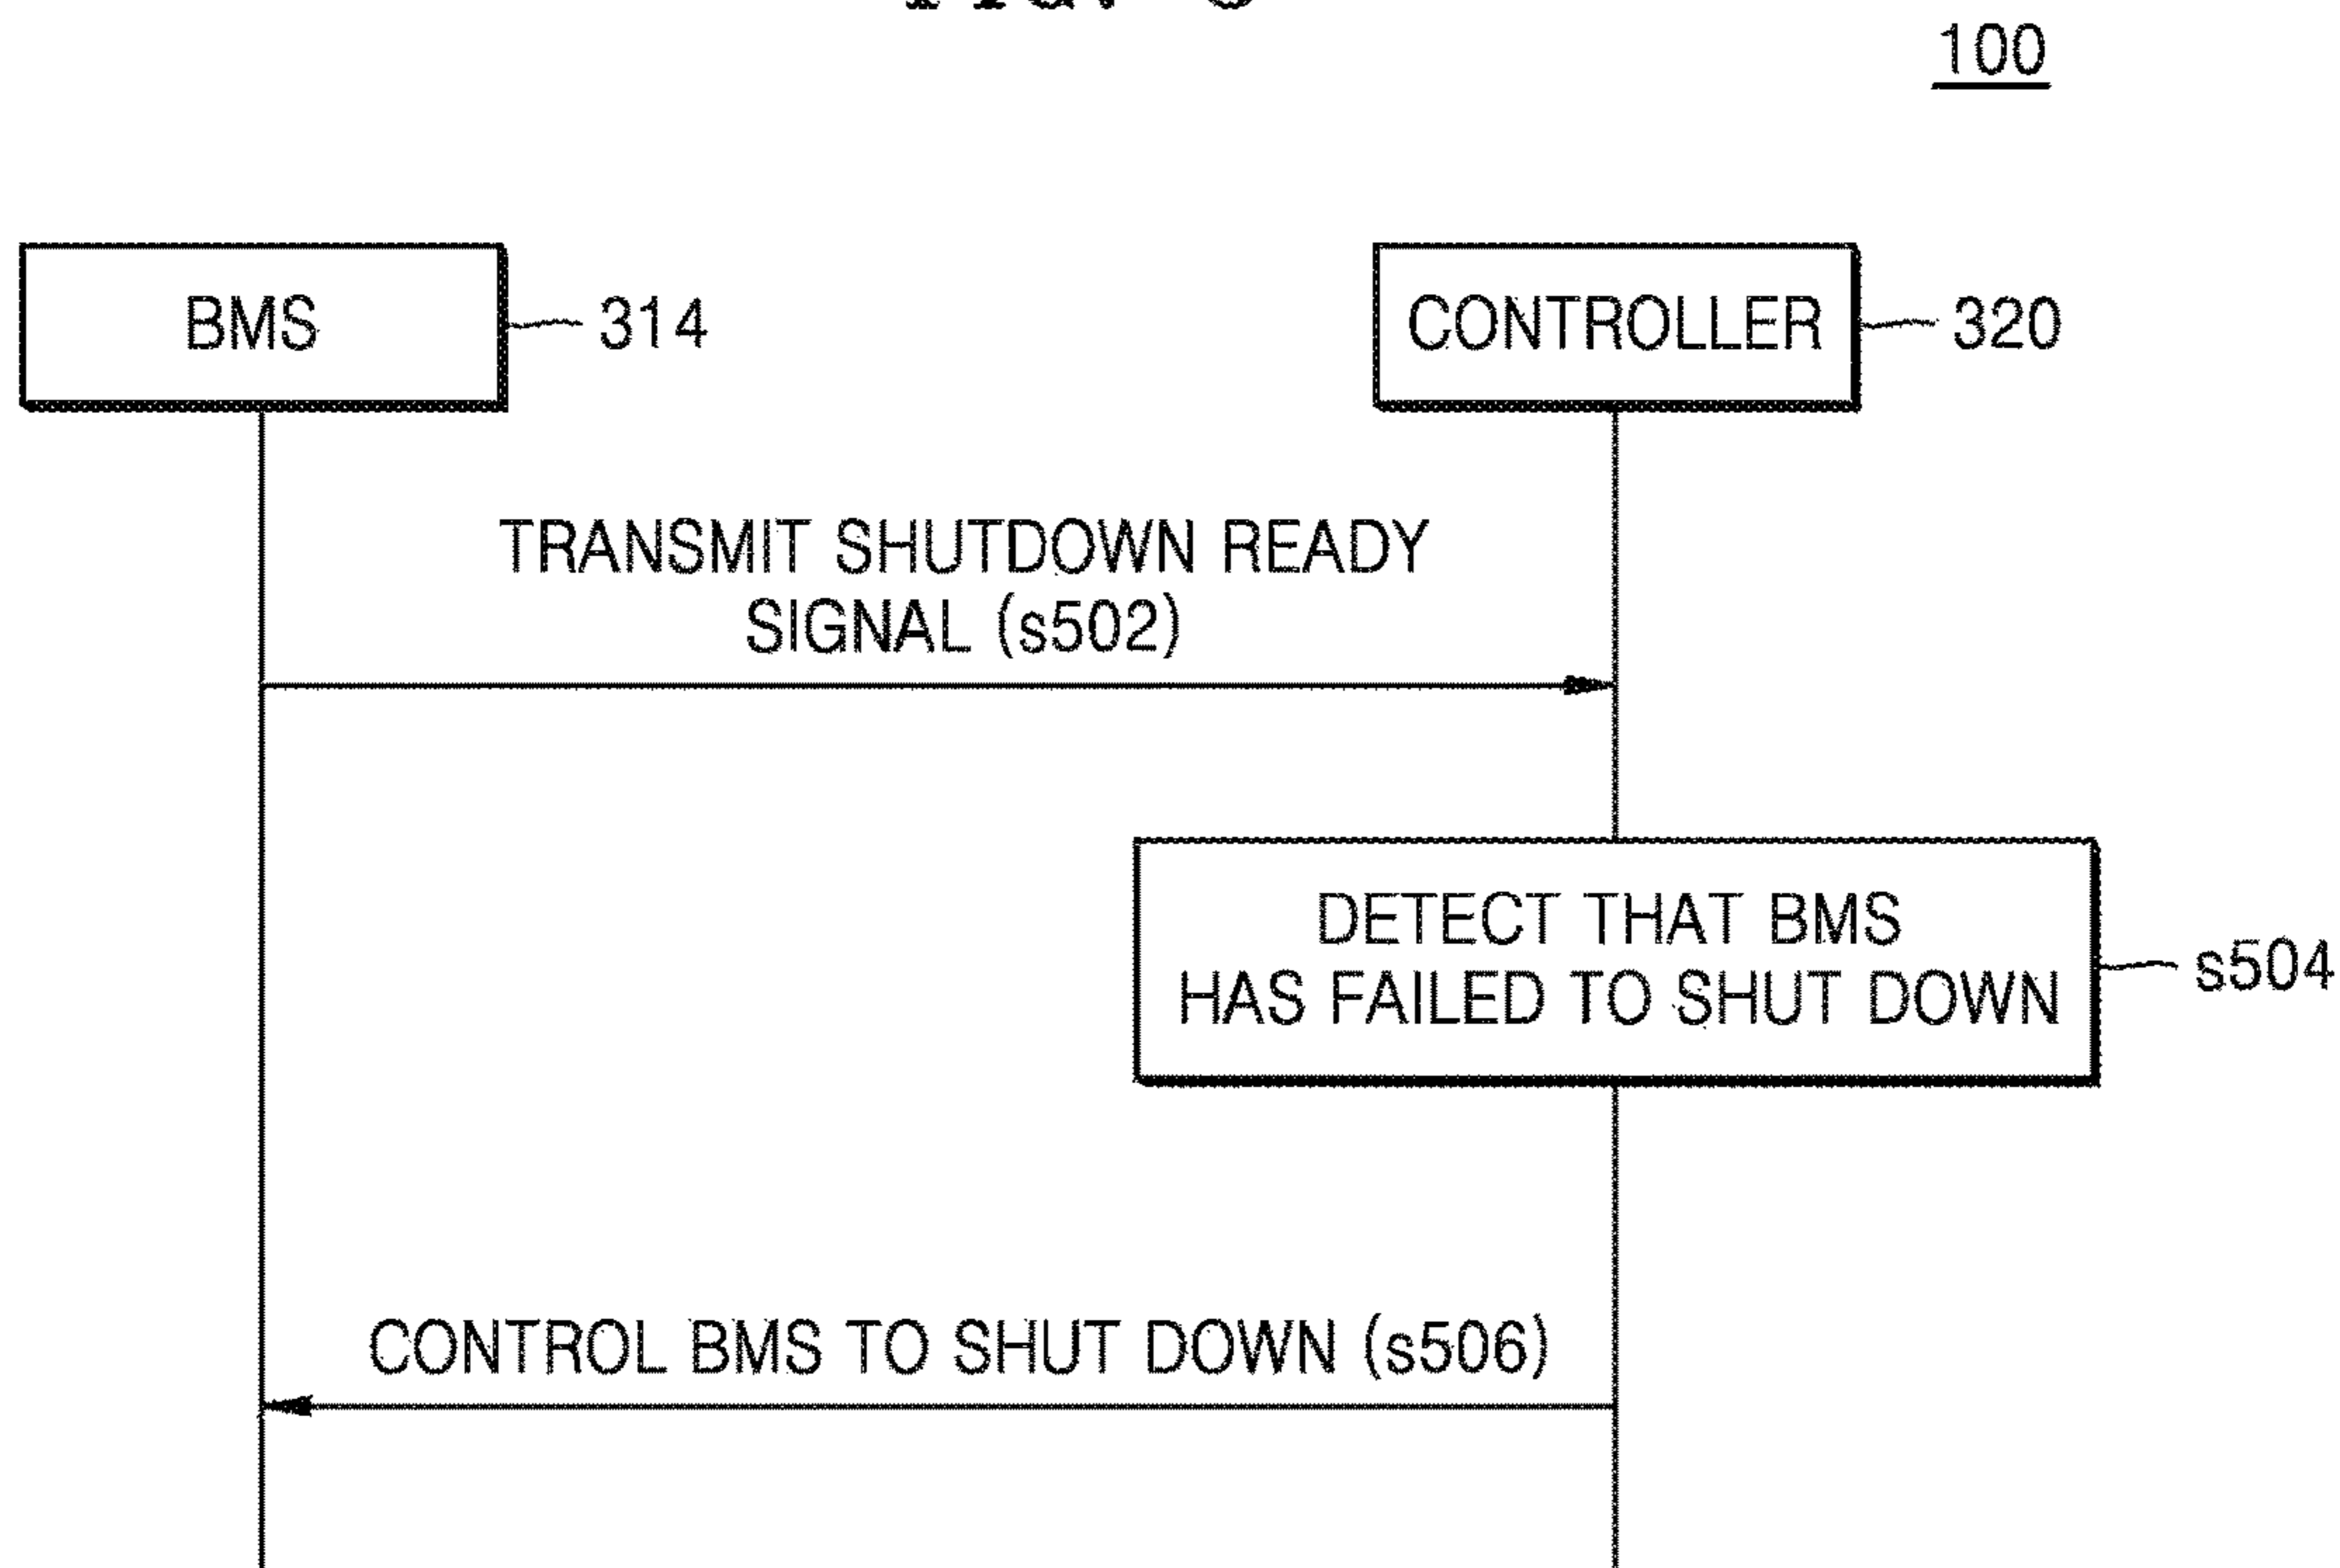 100
BMS
314
CONTROLLER
320
TRANSMIT SHUTDOWN READY
SIGNAL (s502)
DETECT THAT BMS
HAS FAILED TO SHUT DOWN
s504
CONTROL BMS TO SHUT DOWN (s506)